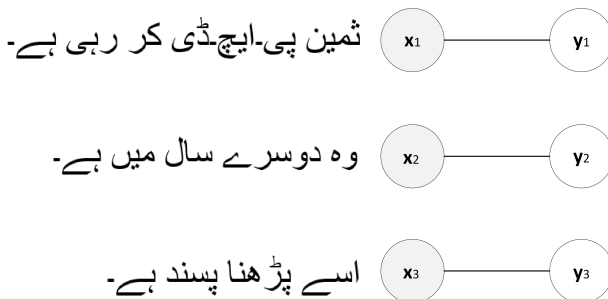 ثمین پی۔ایچ۔ڈی کر رہی ہے۔ x1 y1
وہ دوسرے سال میں ہے۔ x2 y2
اسے پڑھنا پسند ہے۔ x3 y3